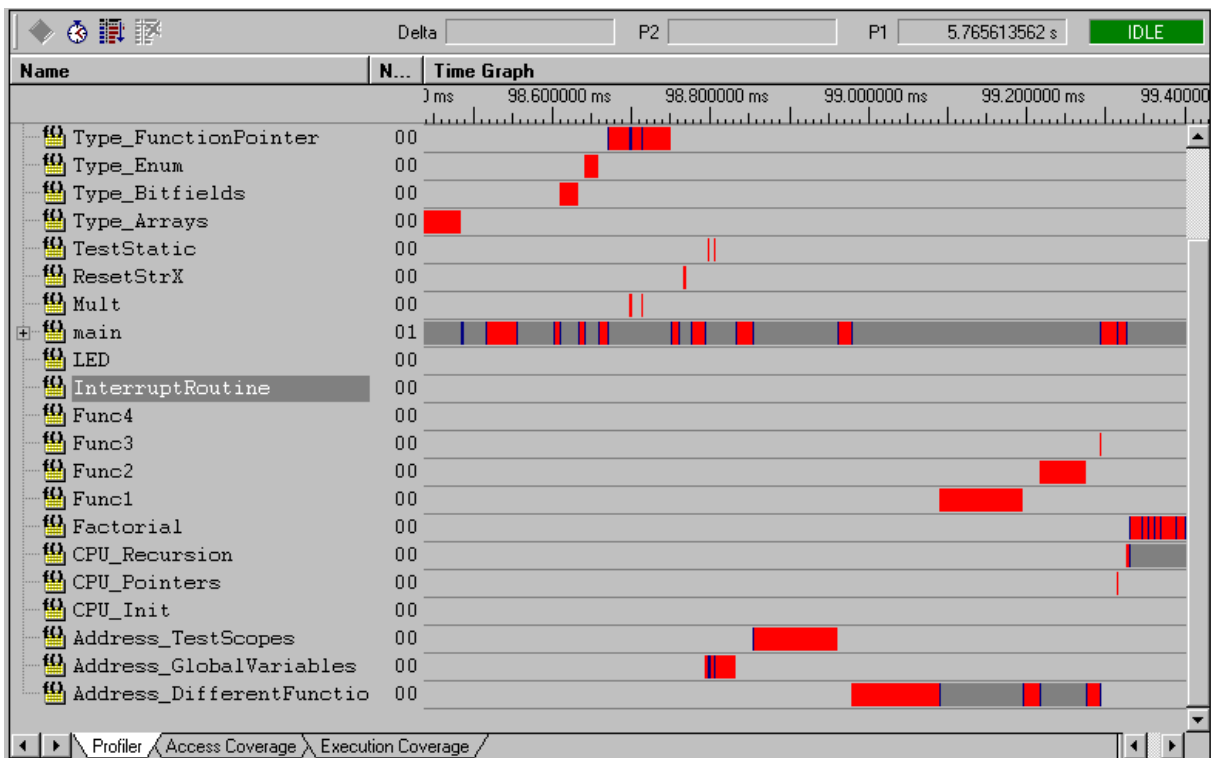 Delta P2 P1 5.765613562 s IDLE
Name N... Time Graph
0 ms 98.600000 ms 98.800000 ms 99.000000 ms 99.200000 ms 99.40000
Type_FunctionPointer 00
Type_Enum 00
Type_Bitfields 00
Type_Arrays 00
TestStatic 00
ResetStrX 00
Mult 00
main 01
LED 00
InterruptRoutine 00
Func4 00
Func3 00
Func2 00
Func1 00
Factorial 00
CPU_Recursion 00
CPU_Pointers 00
CPU_Init 00
Address_TestScopes 00
Address_GlobalVariables 00
Address_DifferentFunctio 00
Profiler Access Coverage Execution Coverage